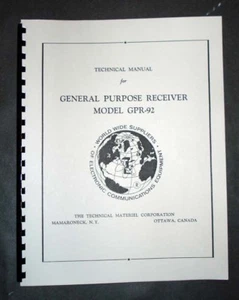 TECHNICAL MANUAL
for
GENERAL PURPOSE RECEIVER
MODEL GPR-92
WORLD WIDE SUPPLIERS
OF ELECTRONIC COMMUNICATIONS EQUIPMENT
THE TECHNICAL MATERIEL CORPORATION
MAMARONECK, N. Y. OTTAWA, CANADA